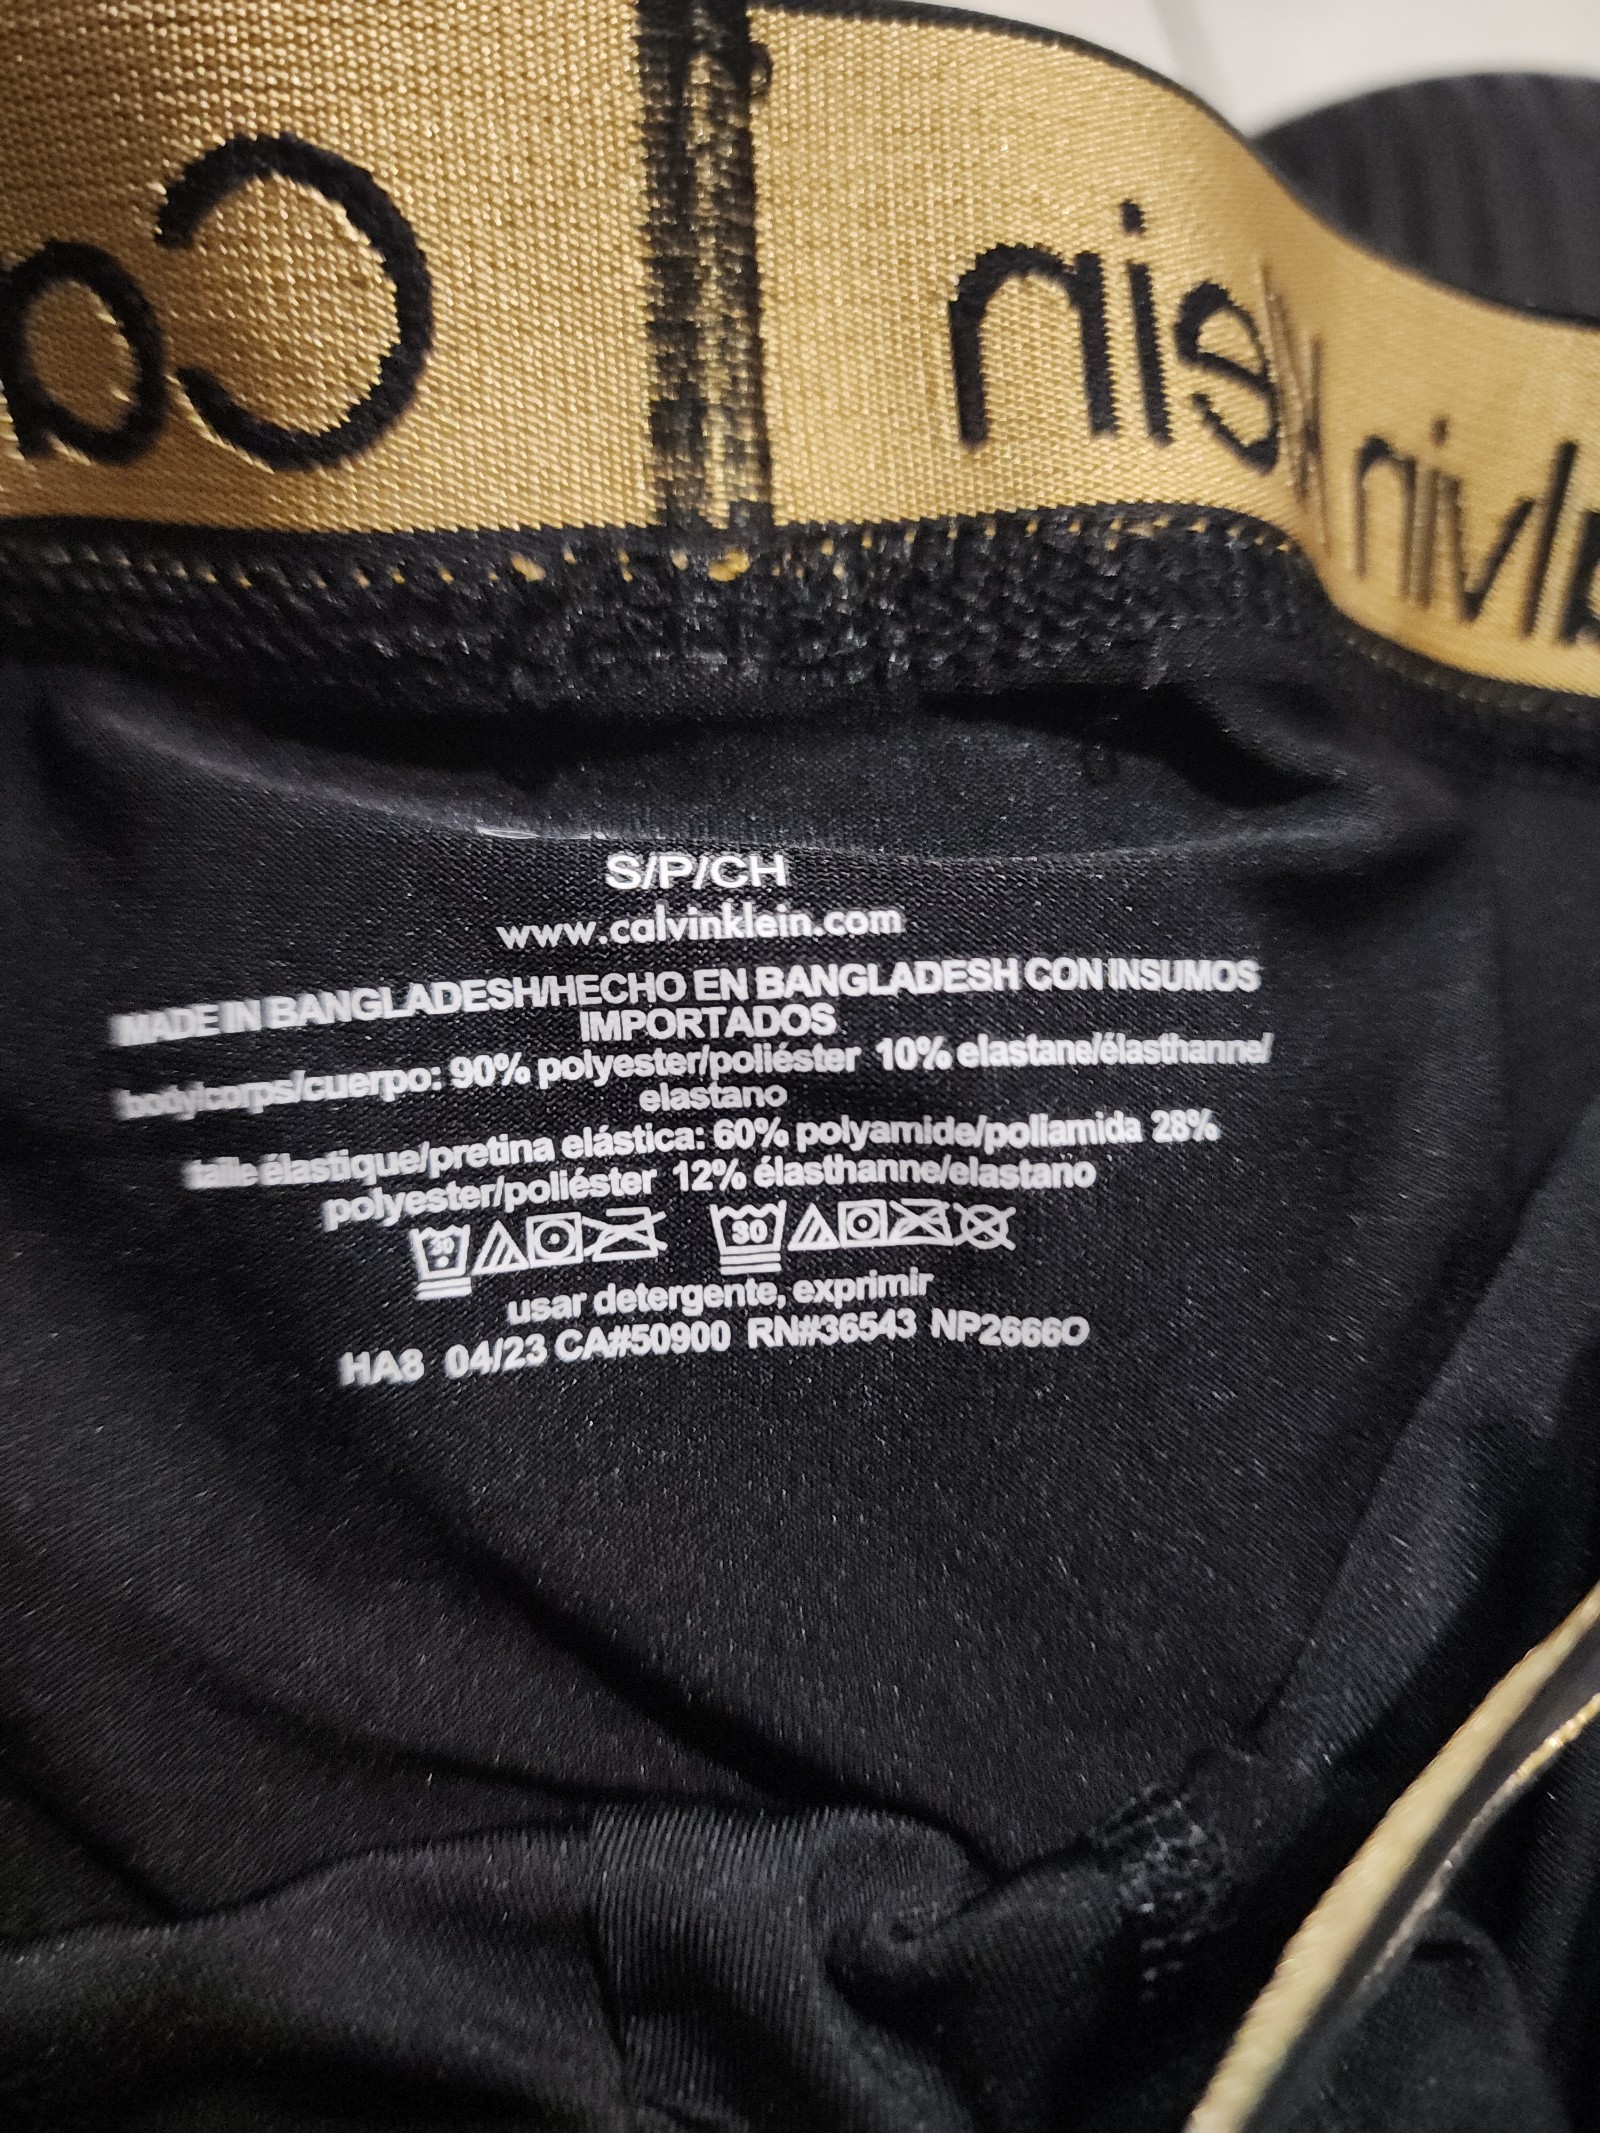 Ca
Klein
alvin
S/P/CH
www.calvinklein.com
MADE IN BANGLADESH/HECHO EN BANGLADESH CON INSUMOS
IMPORTADOS
body/corps/cuerpo: 90% polyester/poliéster 10% elastane/élasthanne/
elastano
taille élastique/pretina elástica: 60% polyamide/poliamida 28%
polyester/poliéster 12% élasthanne/elastano
30 30
usar detergente, exprimir
HA8 04/23 CA#50900 RN#36543 NP2666O